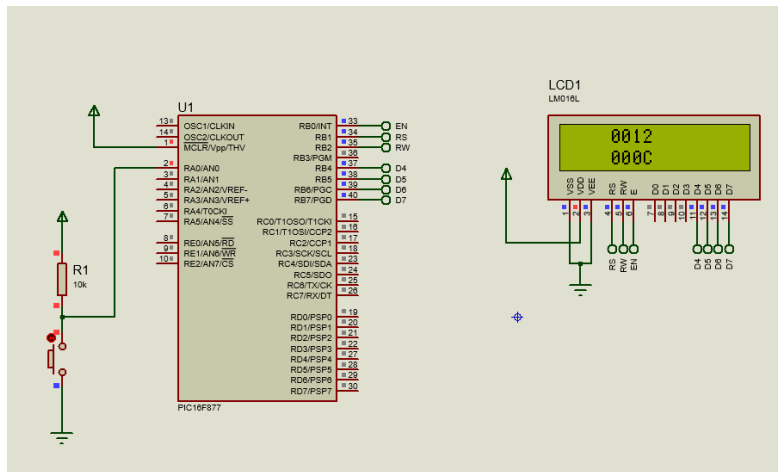 U1
13 OSC1/CLKIN
14 OSC2/CLKOUT
1 MCLR/Vpp/THV
2 RA0/AN0
3 RA1/AN1
4 RA2/AN2/VREF-
5 RA3/AN3/VREF+
6 RA4/T0CKI
7 RA5/AN4/SS
8 RE0/AN5/RD
9 RE1/AN6/WR
10 RE2/AN7/CS
RB0/INT 33 EN
RB1 34 RS
RB2 35 RW
RB3/PGM 36
RB4 37 D4
RB5 38 D5
RB6/PGC 39 D6
RB7/PGD 40 D7
RC0/T1OSO/T1CKI 15
RC1/T1OSI/CCP2 16
RC2/CCP1 17
RC3/SCK/SCL 18
RC4/SDI/SDA 23
RC5/SDO 24
RC6/TX/CK 25
RC7/RX/DT 26
RD0/PSP0 19
RD1/PSP1 20
RD2/PSP2 21
RD3/PSP3 22
RD4/PSP4 27
RD5/PSP5 28
RD6/PSP6 29
RD7/PSP7 30
PIC16F877
R1
10k
LCD1
LM016L
0012
000C
VSS VDD VEE RS RW E D0 D1 D2 D3 D4 D5 D6 D7
1 2 3 4 5 6 7 8 9 10 11 12 13 14
RS RW EN D4 D5 D6 D7